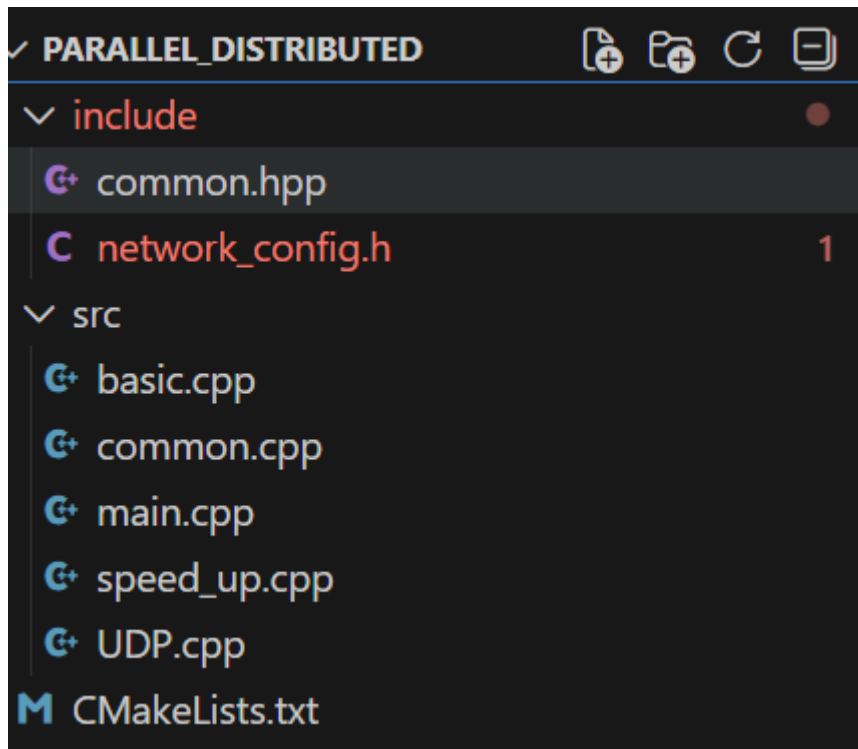 PARALLEL_DISTRIBUTED
include
common.hpp
C network_config.h 1
src
basic.cpp
common.cpp
main.cpp
speed_up.cpp
UDP.cpp
M CMakeLists.txt